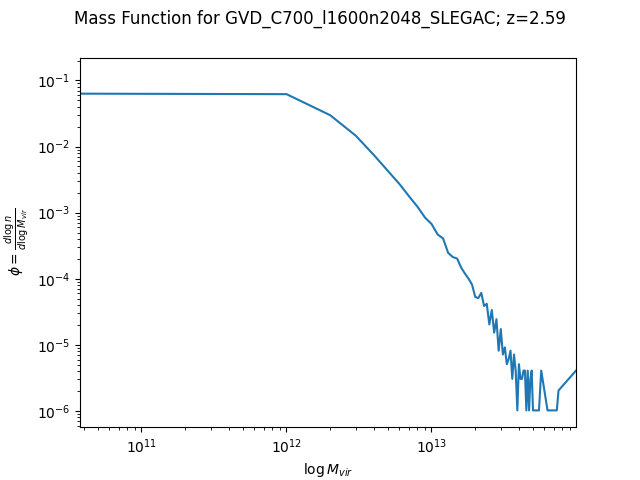 Mass Function for GVD_C700_l1600n2048_SLEGAC; z=2.59
10⁻¹
10⁻²
10⁻³
10⁻⁴
10⁻⁵
10⁻⁶
ϕ = d log n / d log M_vir
10¹¹ 10¹² 10¹³
log M_vir